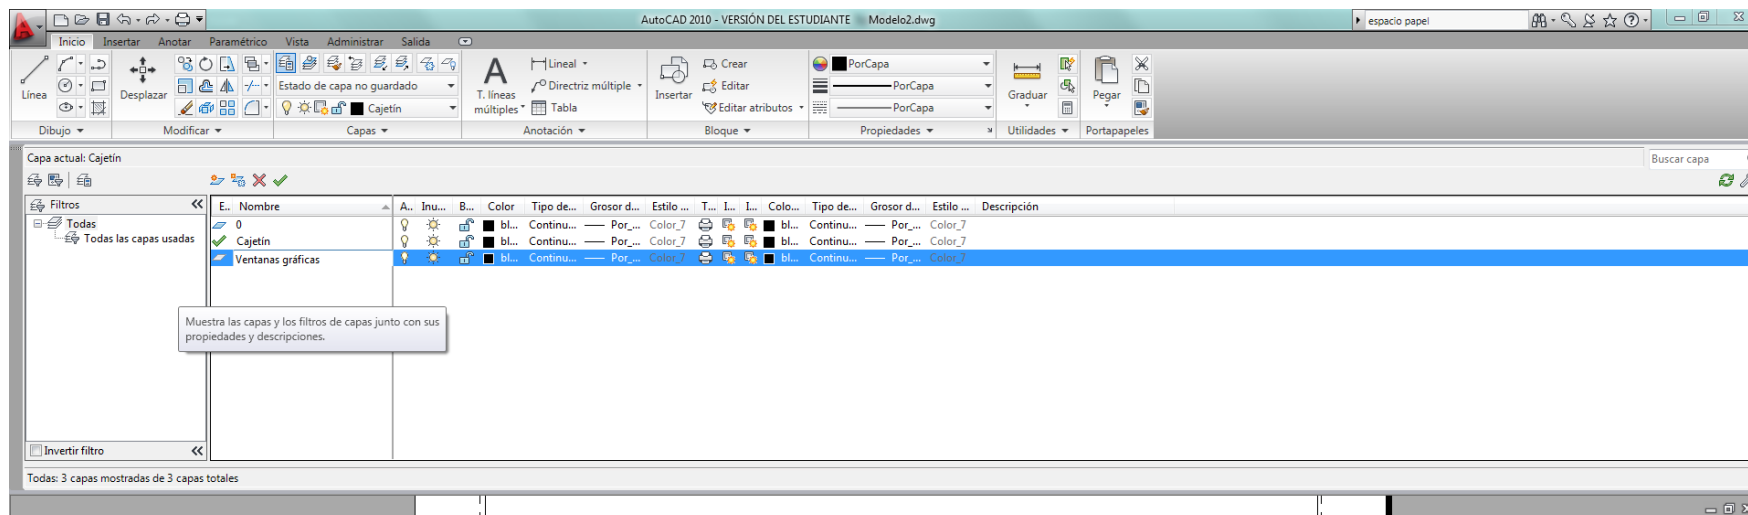 AutoCAD 2010 - VERSIÓN DEL ESTUDIANTE Modelo2.dwg
espacio papel
Inicio Insertar Anotar Paramétrico Vista Administrar Salida
Línea
Desplazar
Estado de capa no guardado
Cajetín
T. líneas
múltiples
Lineal
Directriz múltiple
Tabla
Insertar
Crear
Editar
Editar atributos
PorCapa
PorCapa
PorCapa
Graduar
Pegar
Dibujo Modificar Capas Anotación Bloque Propiedades Utilidades Portapapeles
Capa actual: Cajetín
Buscar capa
Filtros
Todas
Todas las capas usadas
E.. Nombre A.. Inu... B... Color Tipo de... Grosor d... Estilo ... T... I... I... Colo... Tipo de... Grosor d... Estilo ... Descripción
0 bl... Continu... Por_... Color_7 bl... Continu... Por_... Color_7
Cajetín bl... Continu... Por_... Color_7 bl... Continu... Por_... Color_7
Ventanas gráficas bl... Continu... Por_... Color_7 bl... Continu... Por_... Color_7
Muestra las capas y los filtros de capas junto con sus
propiedades y descripciones.
Invertir filtro
Todas: 3 capas mostradas de 3 capas totales